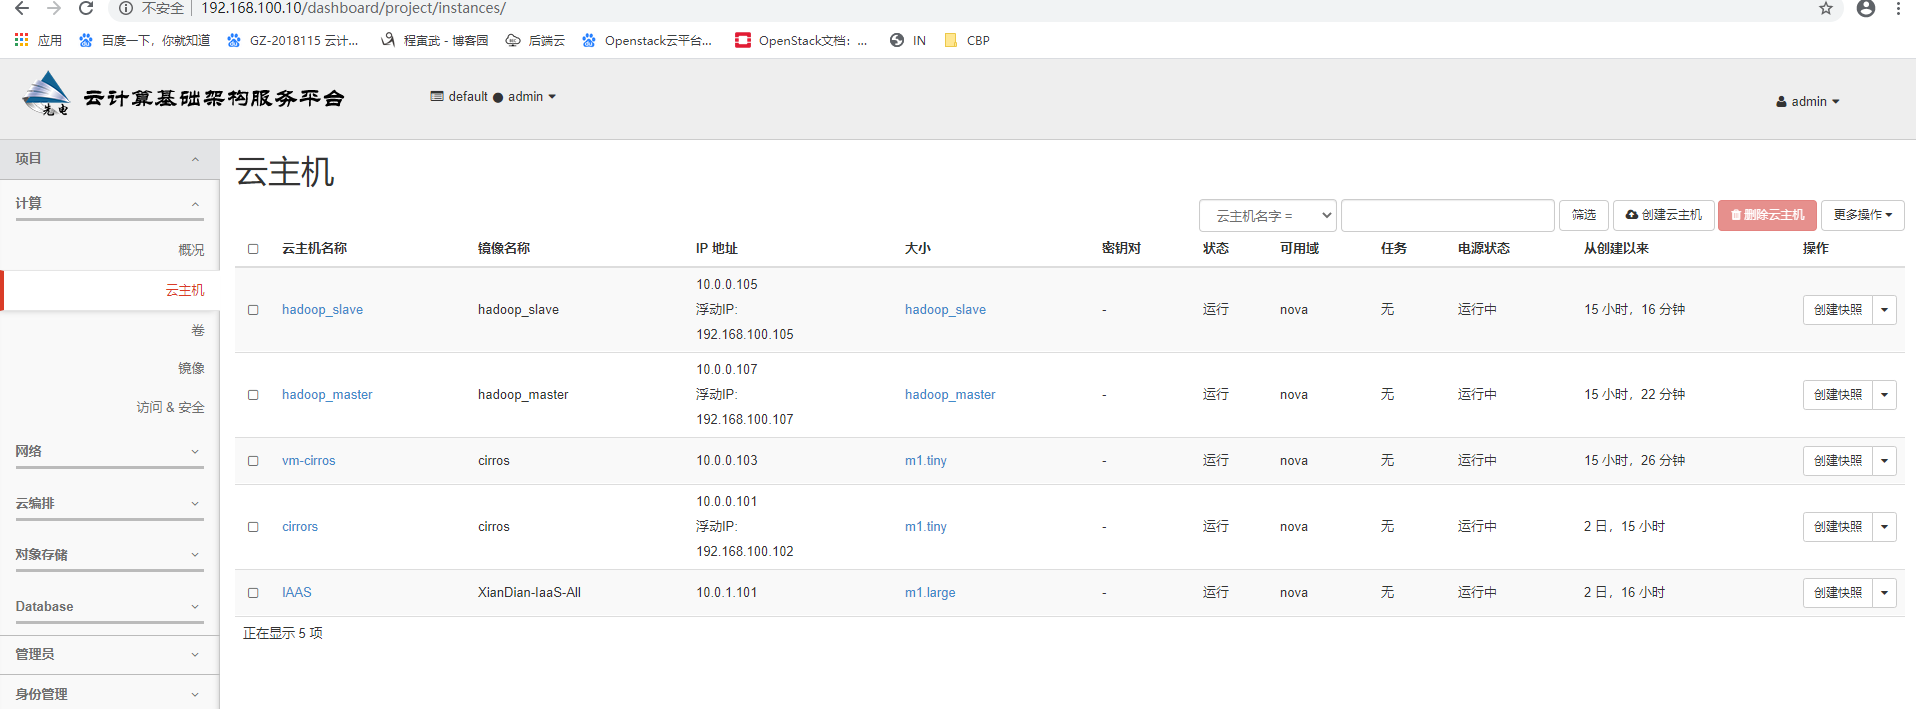 不安全 192.168.100.10/dashboard/project/instances/
应用 百度一下，你就知道 GZ-2018115 云计... 程寅武 - 博客园 后端云 Openstack云平台... OpenStack文档：... IN CBP
先电 云计算基础架构服务平台 default ● admin admin
项目
云主机
计算
云主机名字 = 筛选 创建云主机 删除云主机 更多操作
概况
云主机名称 镜像名称 IP 地址 大小 密钥对 状态 可用域 任务 电源状态 从创建以来 操作
云主机
卷
镜像
访问 & 安全
网络
云编排
对象存储
Database
管理员
身份管理
10.0.0.105
hadoop_slave hadoop_slave 浮动IP: hadoop_slave - 运行 nova 无 运行中 15 小时，16 分钟 创建快照
192.168.100.105
10.0.0.107
hadoop_master hadoop_master 浮动IP: hadoop_master - 运行 nova 无 运行中 15 小时，22 分钟 创建快照
192.168.100.107
vm-cirros cirros 10.0.0.103 m1.tiny - 运行 nova 无 运行中 15 小时，26 分钟 创建快照
10.0.0.101
cirrors cirros 浮动IP: m1.tiny - 运行 nova 无 运行中 2 日，15 小时 创建快照
192.168.100.102
IAAS XianDian-IaaS-All 10.0.1.101 m1.large - 运行 nova 无 运行中 2 日，16 小时 创建快照
正在显示 5 项